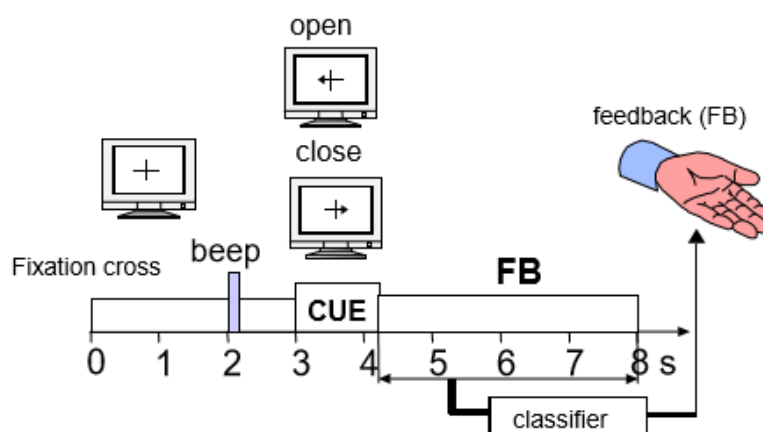 open
feedback (FB)
close
beep
Fixation cross
FB
CUE
0 1 2 3 4 5 6 7 8 s
classifier